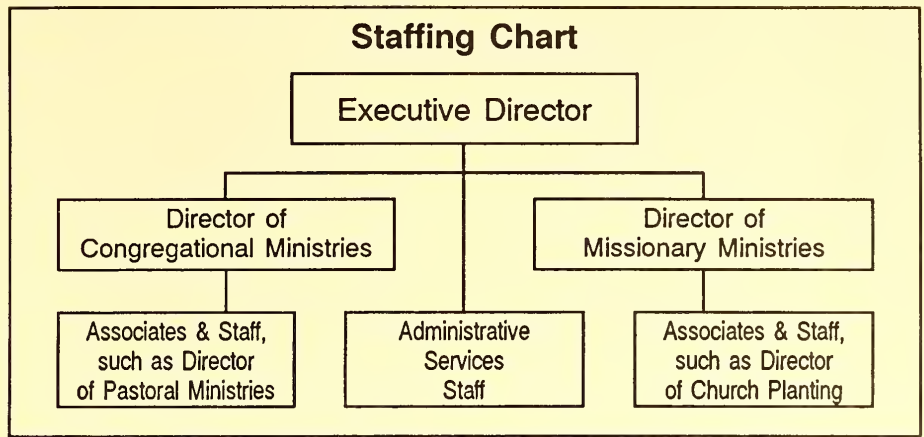 Staffing Chart
Executive Director
Director of
Congregational Ministries
Director of
Missionary Ministries
Associates & Staff,
such as Director
of Pastoral Ministries
Administrative
Services
Staff
Associates & Staff,
such as Director
of Church Planting